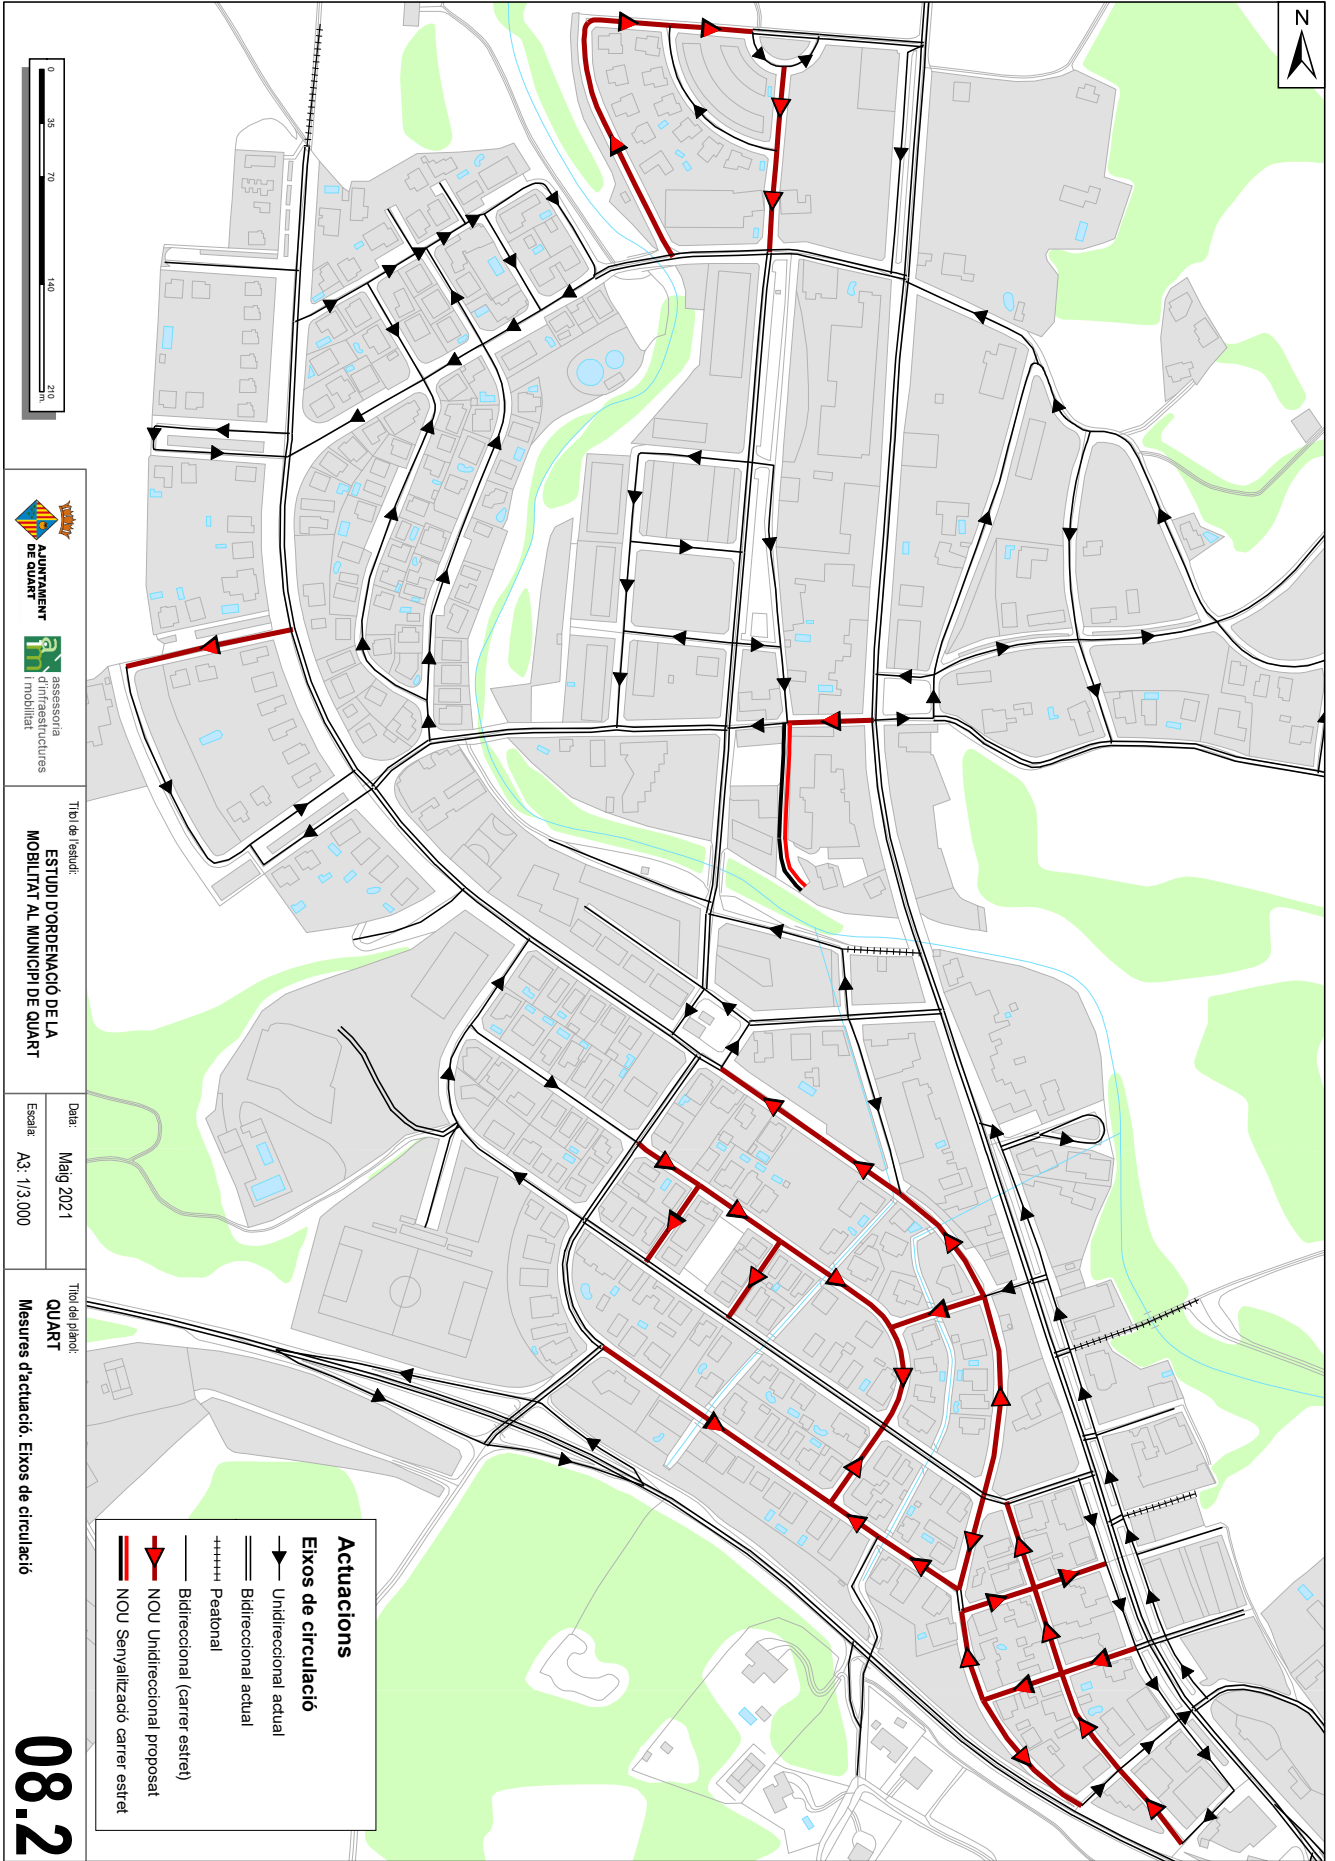 N
0
35
70
140
210
m.
AJUNTAMENT
DE QUART
am
assessoria
d'infraestructures
i mobilitat
Títol de l'estudi:
ESTUDI D'ORDENACIÓ DE LA
MOBILITAT AL MUNICIPI DE QUART
Data:
Maig 2021
Escala:
A3: 1/3.000
Títol del plànol:
QUART
Mesures d'actuació. Eixos de circulació
08.2
Actuacions
Eixos de circulació
Unidireccional actual
Bidireccional actual
Peatonal
Bidireccional (carrer estret)
NOU Unidireccional proposat
NOU Senyalització carrer estret